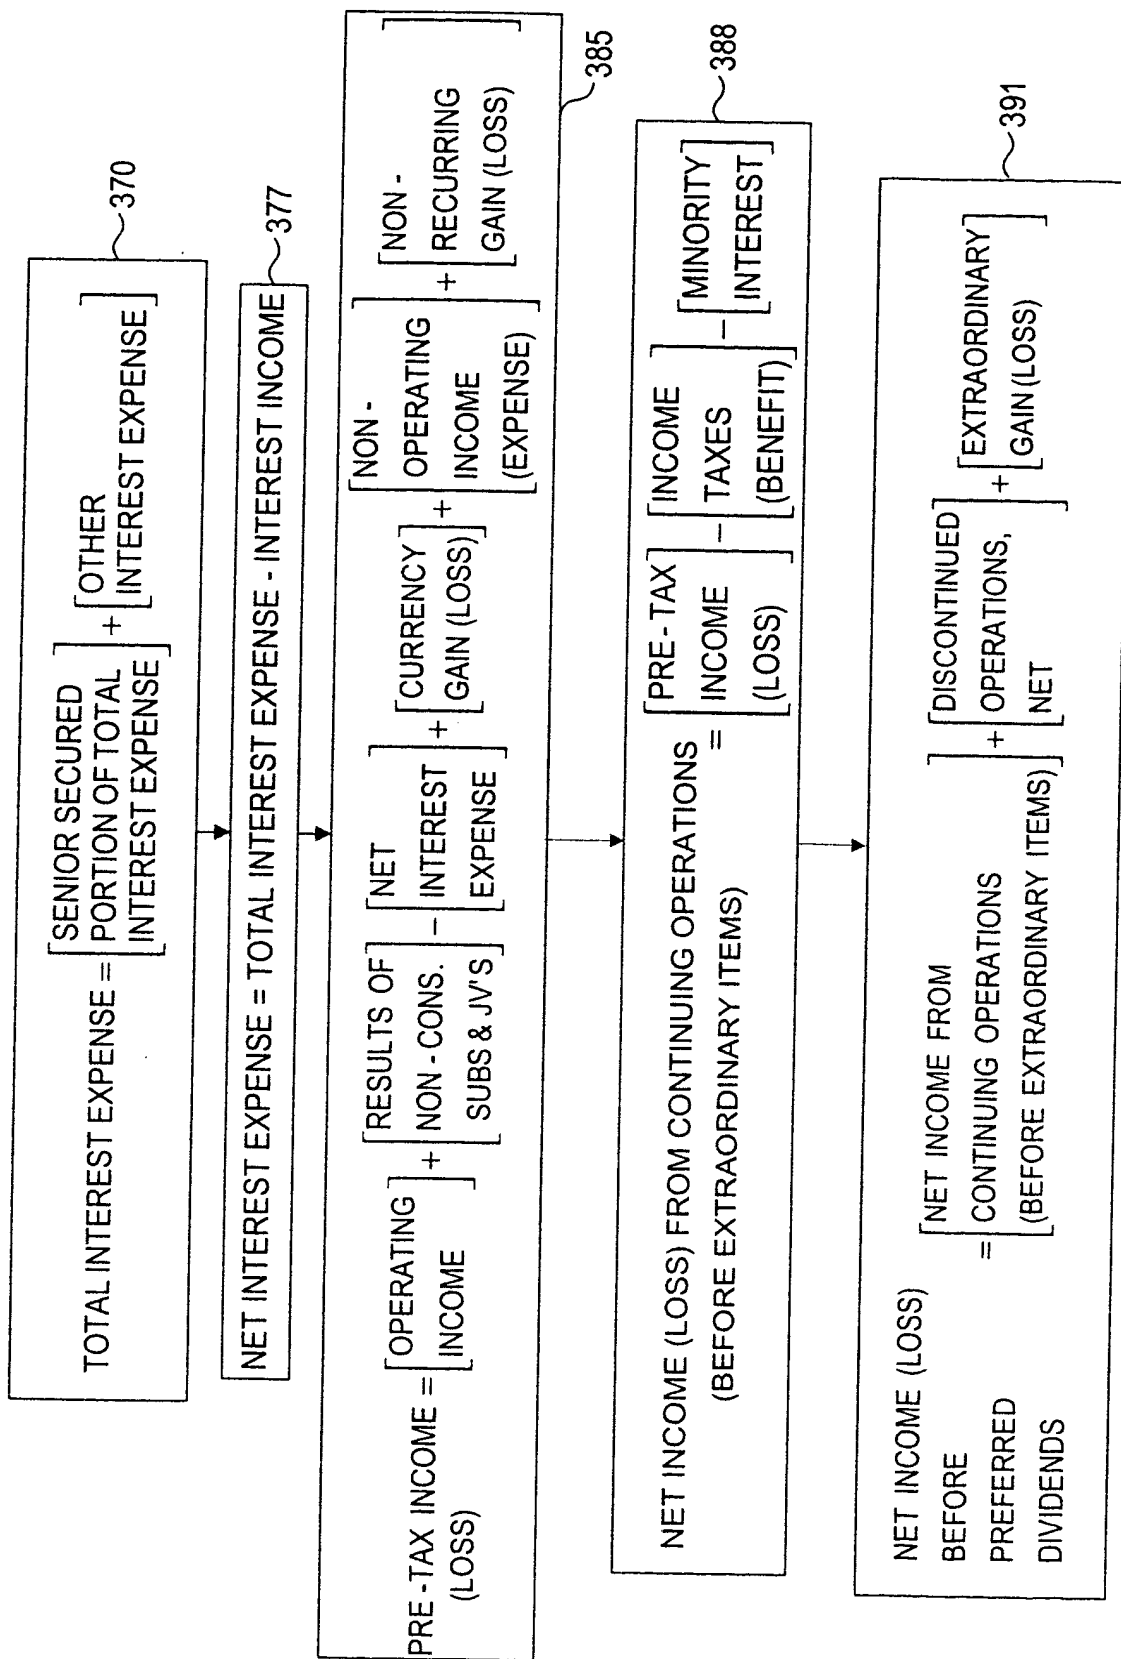 TOTAL INTEREST EXPENSE = [SENIOR SECURED PORTION OF TOTAL INTEREST EXPENSE] + [OTHER INTEREST EXPENSE]
370
NET INTEREST EXPENSE = TOTAL INTEREST EXPENSE - INTEREST INCOME
377
PRE-TAX INCOME (LOSS) = [OPERATING INCOME] + [RESULTS OF NON-CONS. SUBS & JV'S] - [NET INTEREST EXPENSE] + [CURRENCY GAIN (LOSS)] + [NON-OPERATING INCOME (EXPENSE)] + [NON-RECURRING GAIN (LOSS)]
385
NET INCOME (LOSS) FROM CONTINUING OPERATIONS (BEFORE EXTRAORDINARY ITEMS) = [PRE-TAX INCOME (LOSS)] - [INCOME TAXES (BENEFIT)] - [MINORITY INTEREST]
388
NET INCOME (LOSS) BEFORE PREFERRED DIVIDENDS = [NET INCOME FROM CONTINUING OPERATIONS (BEFORE EXTRAORDINARY ITEMS)] + [DISCONTINUED OPERATIONS, NET] + [EXTRAORDINARY GAIN (LOSS)]
391